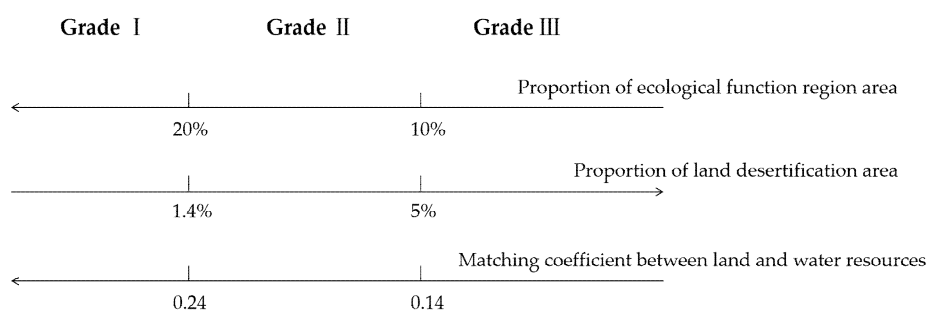 Grade Ⅰ Grade Ⅱ Grade Ⅲ
Proportion of ecological function region area
20% 10%
Proportion of land desertification area
1.4% 5%
Matching coefficient between land and water resources
0.24 0.14